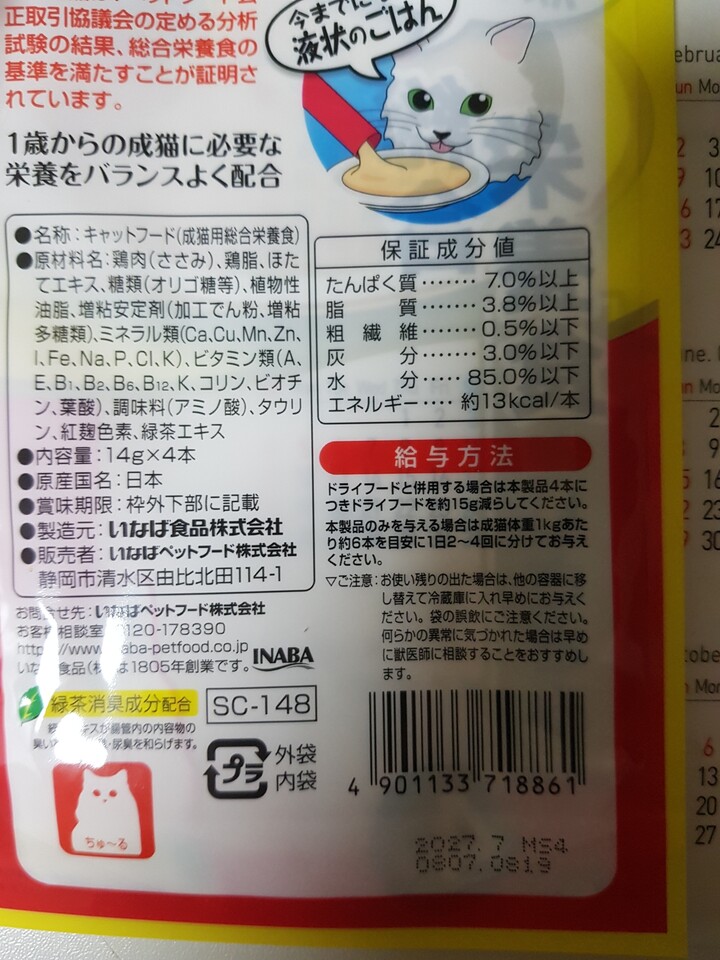 正取引協議会の定める分析
試験の結果、総合栄養食の
基準を満たすことが証明さ
れています。
液状のごはん
1歳からの成猫に必要な
栄養をバランスよく配合
●名称：キャットフード(成猫用総合栄養食)
●原材料名：鶏肉(ささみ)、鶏脂、ほた
てエキス、糖類(オリゴ糖等)、植物性
油脂、増粘安定剤(加工でん粉、増粘
多糖類)、ミネラル類(Ca,Cu,Mn,Zn,
I,Fe,Na,P,Cl,K)、ビタミン類(A,
E,B1,B2,B6,B12,K,コリン,ビオチ
ン,葉酸)、調味料(アミノ酸)、タウリ
ン、紅麹色素、緑茶エキス
●内容量：14g×4本
●原産国名：日本
●賞味期限：枠外下部に記載
●製造元：いなば食品株式会社
●販売者：いなばペットフード株式会社
静岡市清水区由比北田114-1
保証成分値
たんぱく質‥‥‥7.0%以上
脂質‥‥‥3.8%以上
粗繊維‥‥‥0.5%以下
灰分‥‥‥3.0%以下
水分‥‥‥85.0%以下
エネルギー‥‥約13kcal/本
給与方法
ドライフードと併用する場合は本製品4本に
つきドライフードを約15g減らしてください。
本製品のみを与える場合は成猫体重1kgあた
り約6本を目安に1日2〜4回に分けてお与え
ください。
▽ご注意：お使い残りの出た場合は、他の容器に移
し替えて冷蔵庫に入れ早めにお与えく
ださい。袋の誤飲にご注意ください。
何らかの異常に気づかれた場合は早め
に獣医師に相談することをおすすめし
ます。
お問合せ先：いなばペットフード株式会社
お客様相談室 0120-178390
いなば食品(株)は1805年創業です。
INABA
緑茶消臭成分配合
SC-148
プラ
外袋
内袋
ちゅ〜る
4 901133 718861
2027.7 MS4
0807.0819